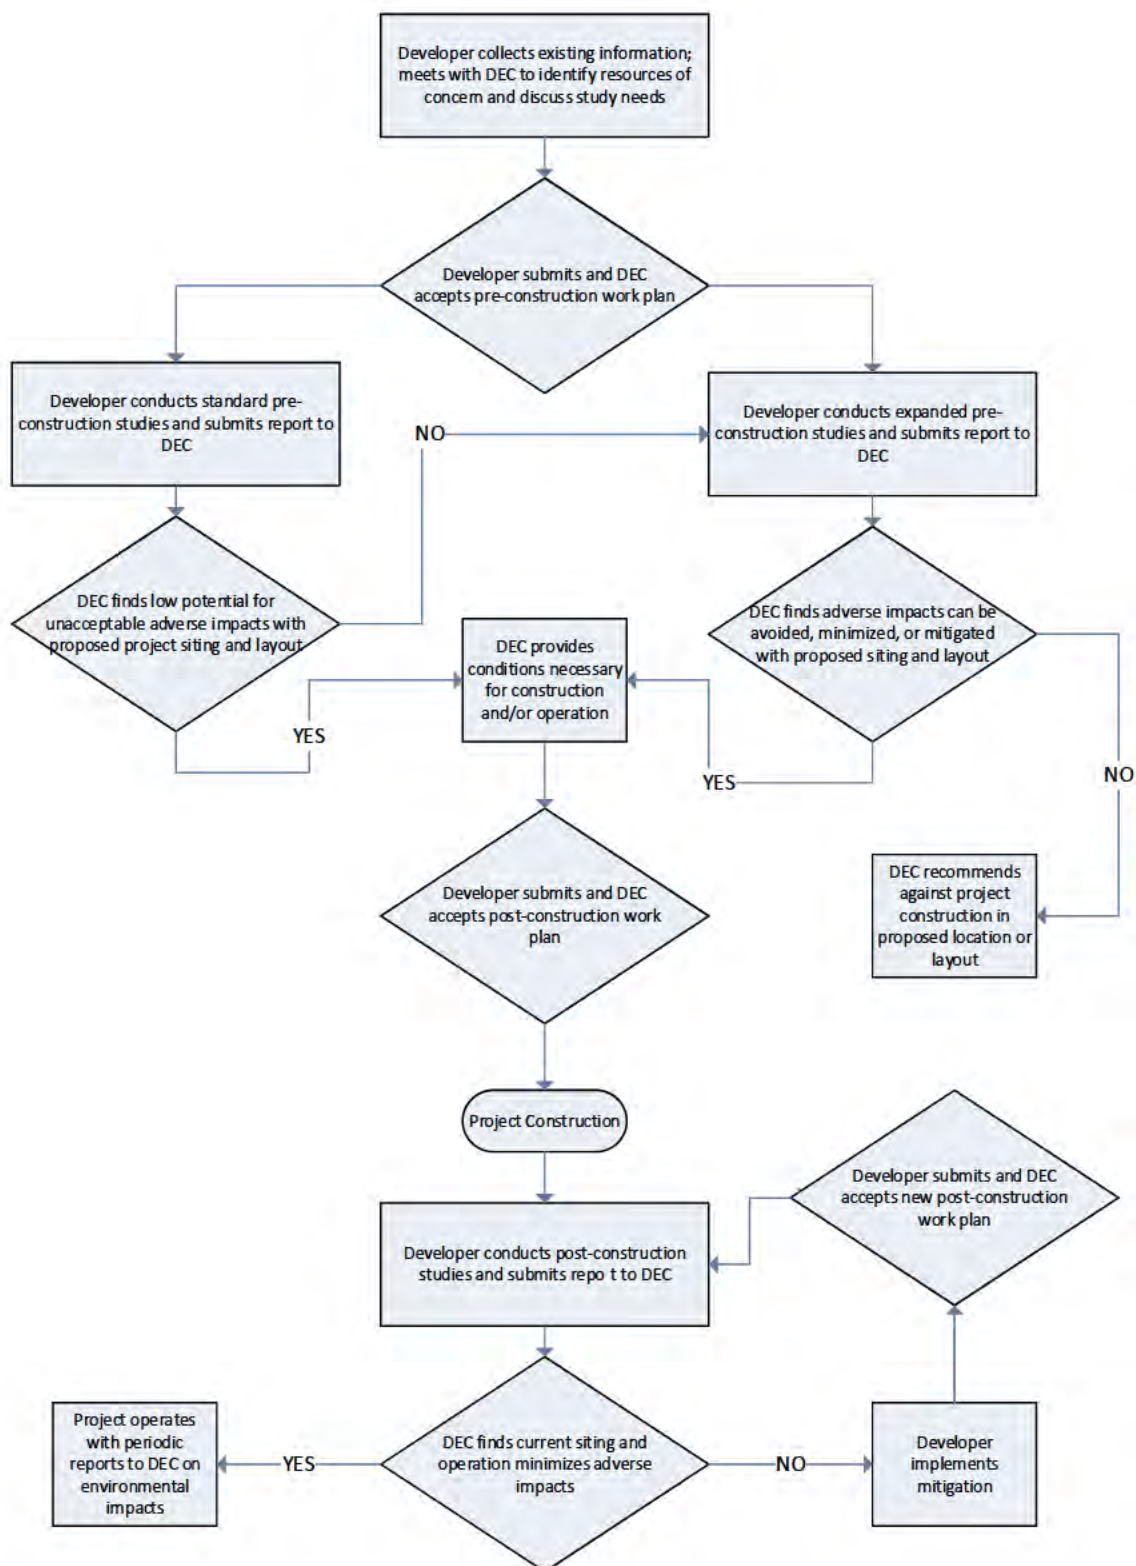 Developer collects existing information;
meets with DEC to identify resources of
concern and discuss study needs
Developer submits and DEC
accepts pre-construction work plan
Developer conducts standard pre-
construction studies and submits report to
DEC
NO
Developer conducts expanded pre-
construction studies and submits report to
DEC
DEC finds low potential for
unacceptable adverse impacts with
proposed project siting and layout
DEC provides
conditions necessary
for construction
and/or operation
DEC finds adverse impacts can be
avoided, minimized, or mitigated
with proposed siting and layout
YES
YES
NO
Developer submits and DEC
accepts post-construction work
plan
DEC recommends
against project
construction in
proposed location or
layout
Project Construction
Developer submits and DEC
accepts new post-construction
work plan
Developer conducts post-construction
studies and submits repo t to DEC
Project operates
with periodic
reports to DEC on
environmental
impacts
YES
DEC finds current siting and
operation minimizes adverse
impacts
NO
Developer
implements
mitigation